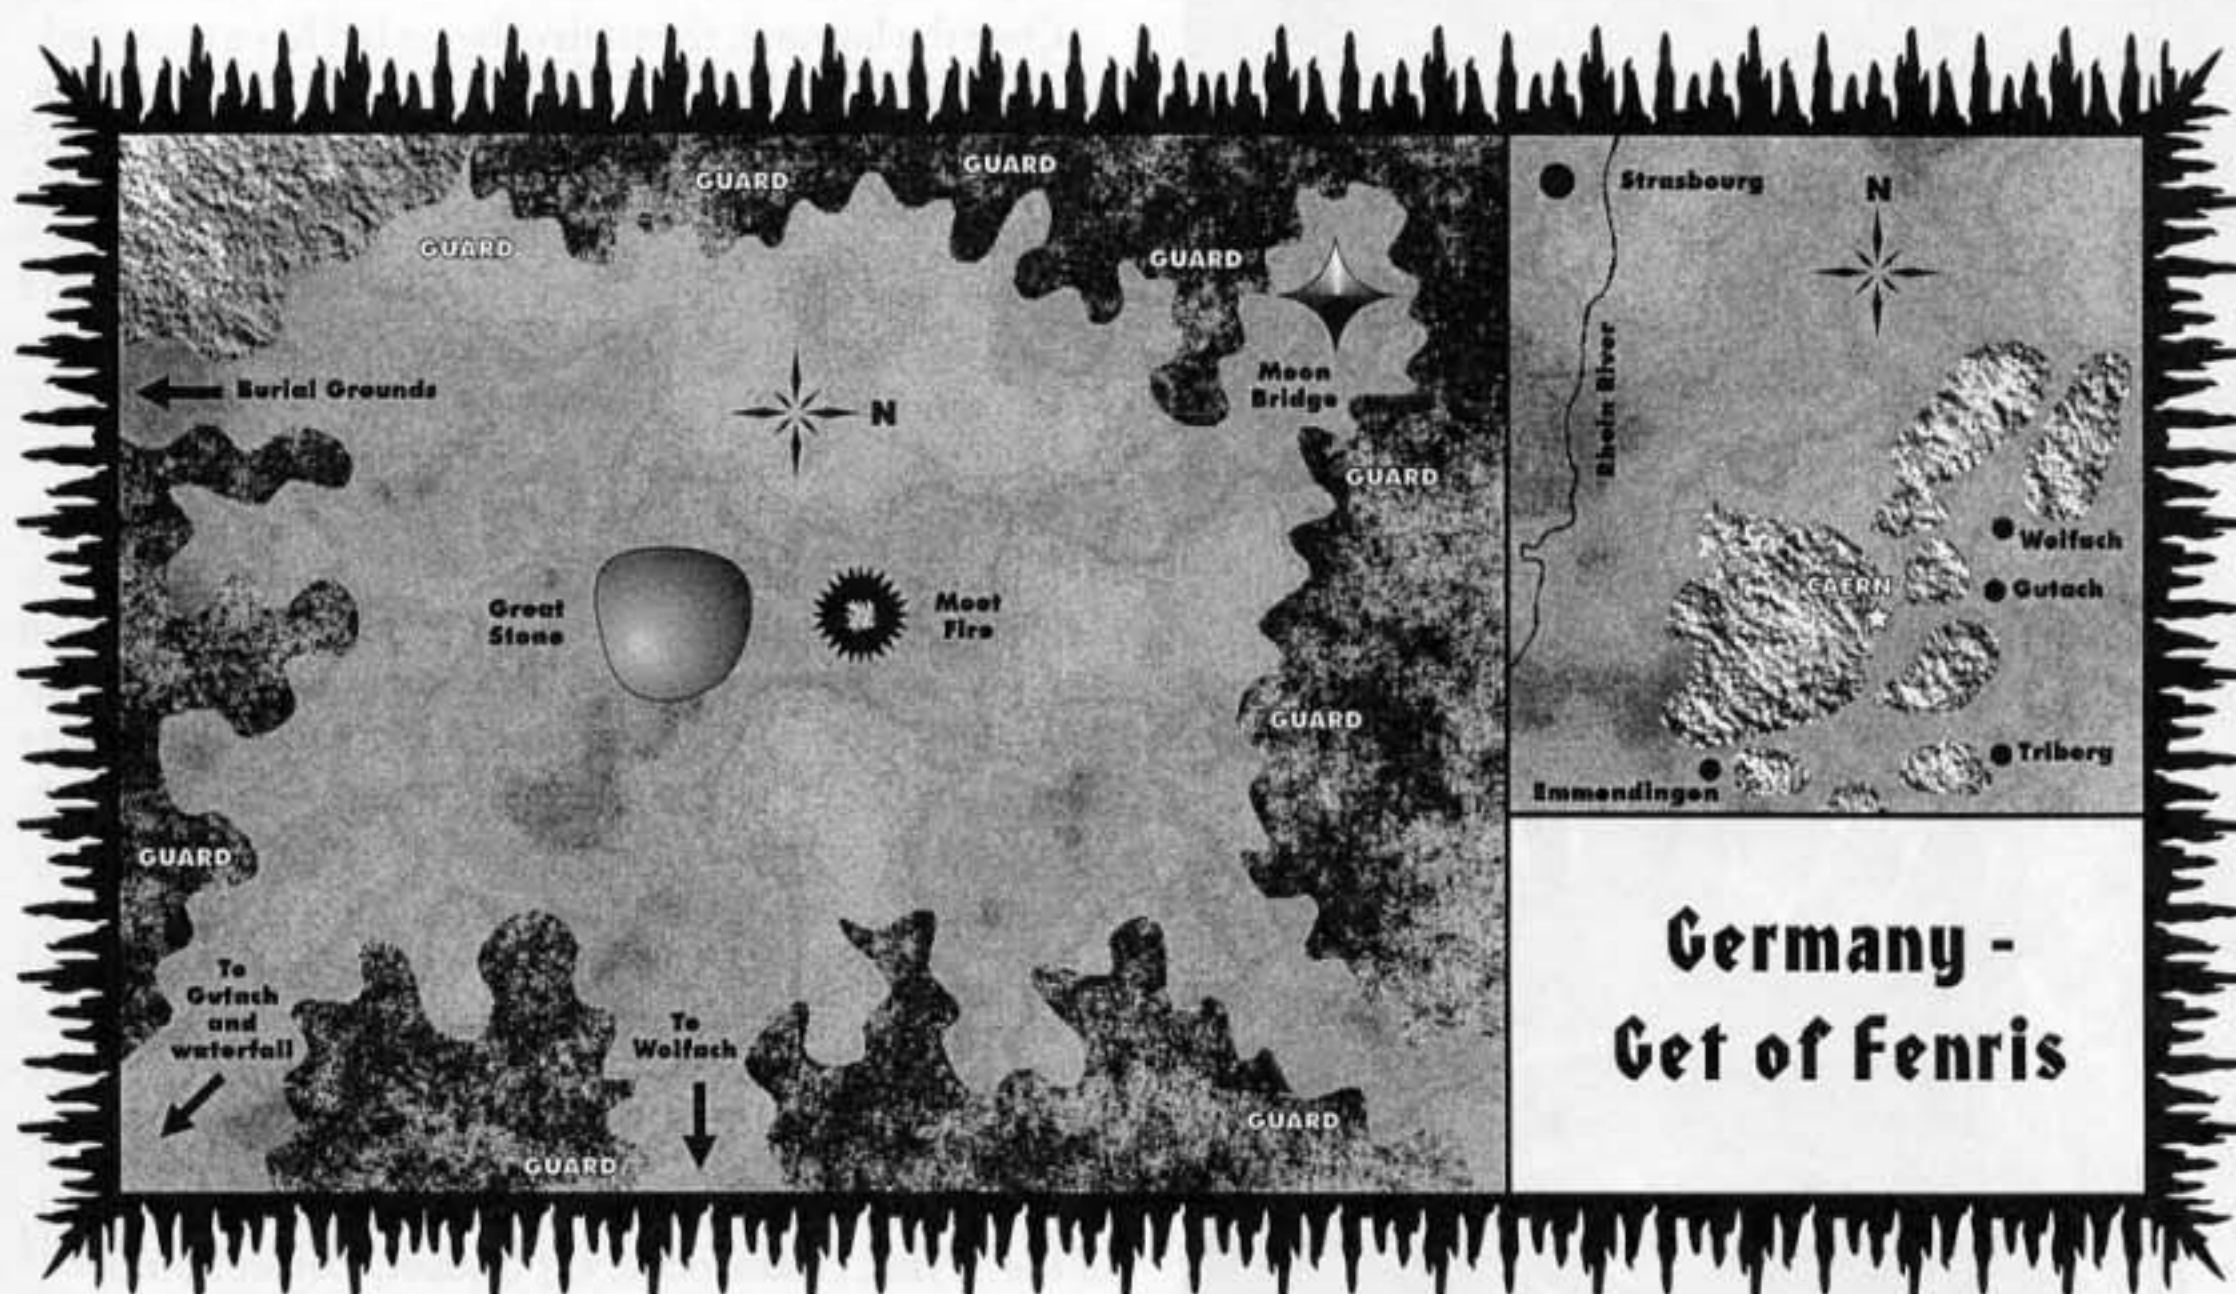 GUARD
GUARD
GUARD
GUARD
Moon
Bridge
Burial Grounds
N
GUARD
Great
Stone
Moot
Fire
GUARD
GUARD
To
Gutach
and
waterfall
To
Wolfach
GUARD
GUARD
Strasbourg
N
Rhein River
Wolfach
CAERN
Gutach
Triberg
Emmendingen
Germany -
Get of Fenris